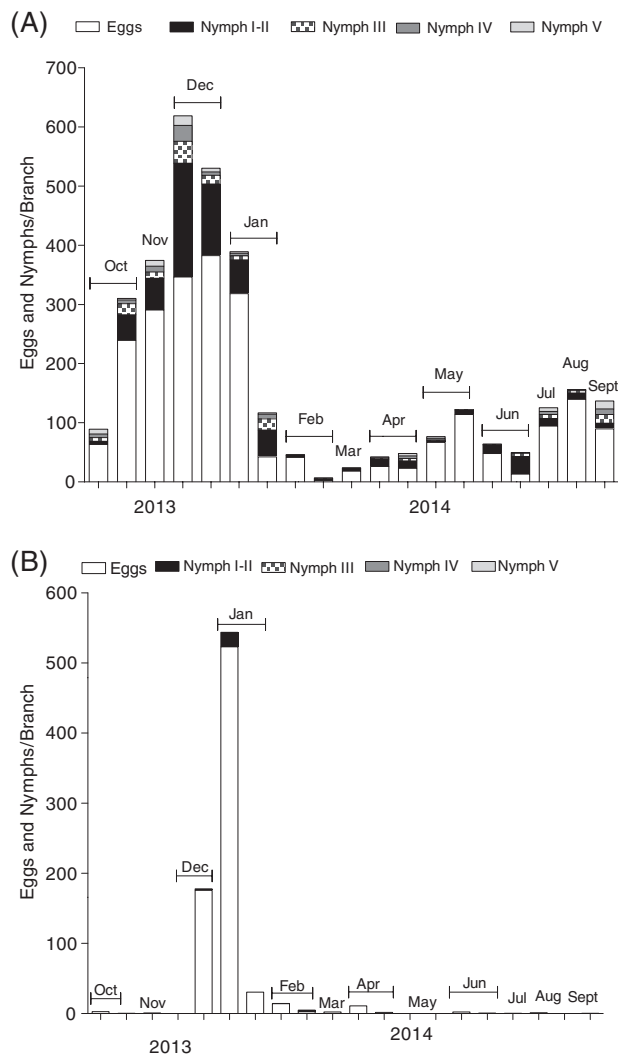 (A)
Eggs Nymph I-II Nymph III Nymph IV Nymph V
Eggs and Nymphs/Branch
700
600
500
400
300
200
100
0
Oct
Nov
Dec
Jan
Feb
Mar
Apr
May
Jun
Jul
Aug
Sept
2013 2014
(B)
Eggs Nymph I-II Nymph III Nymph IV Nymph V
Eggs and Nymphs/Branch
600
500
400
300
200
100
0
Oct
Nov
Dec
Jan
Feb
Mar
Apr
May
Jun
Jul
Aug
Sept
2013 2014